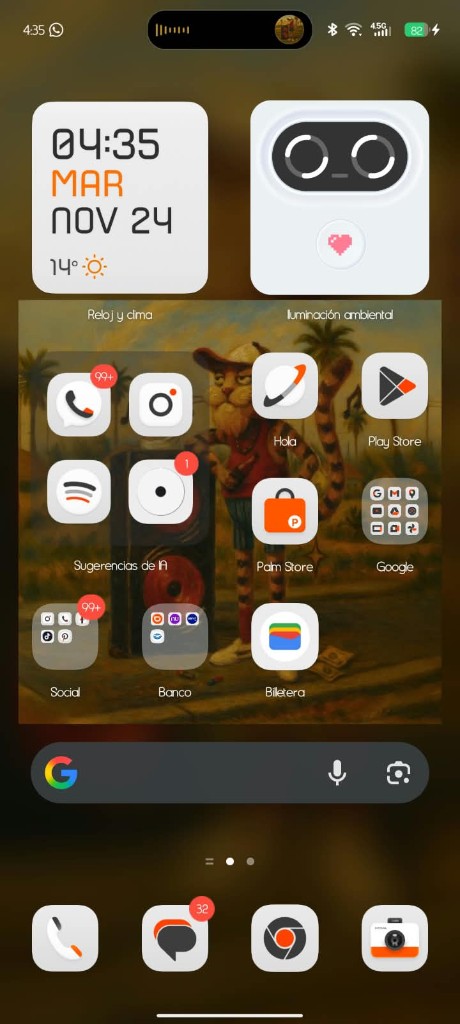 4:35
4.5G
82
04:35
MAR
NOV 24
14°
Reloj y clima
Iluminación ambiental
99+
Hola
Play Store
1
Sugerencias de IA
Palm Store
Google
99+
Social
Banco
Billetera
32